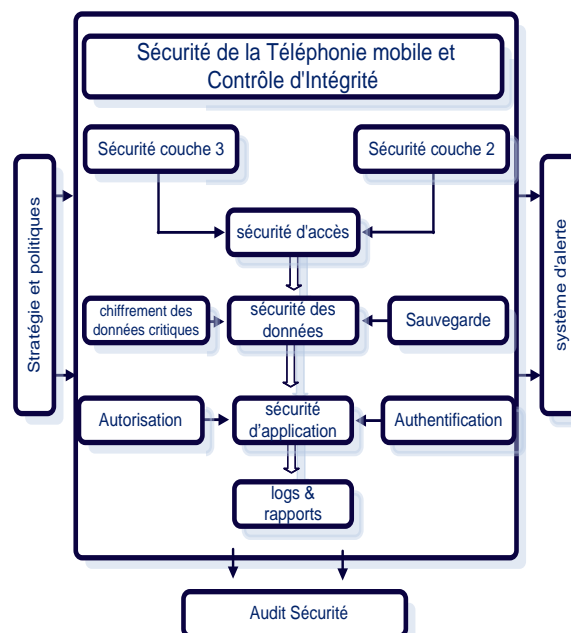 Sécurité de la Téléphonie mobile et
Contrôle d'Intégrité
Sécurité couche 3
Sécurité couche 2
Stratégie et politiques
système d'alerte
sécurité d'accès
chiffrement des
données critiques
sécurité des
données
Sauvegarde
Autorisation
sécurité
d'application
Authentification
logs &
rapports
Audit Sécurité